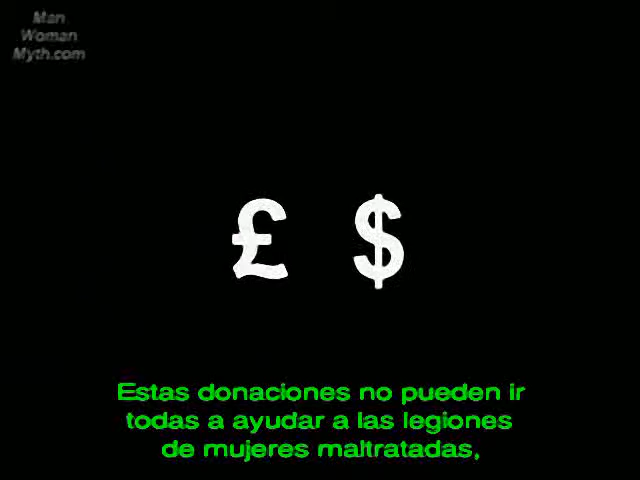 Man
Woman
Myth.com
£ $
Estas donaciones no pueden ir
todas a ayudar a las legiones
de mujeres maltratadas,